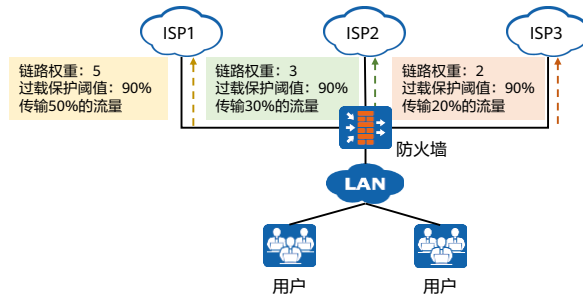 ISP1
ISP2
ISP3
链路权重：5
过载保护阈值：90%
传输50%的流量
链路权重：3
过载保护阈值：90%
传输30%的流量
链路权重：2
过载保护阈值：90%
传输20%的流量
防火墙
LAN
用户
用户